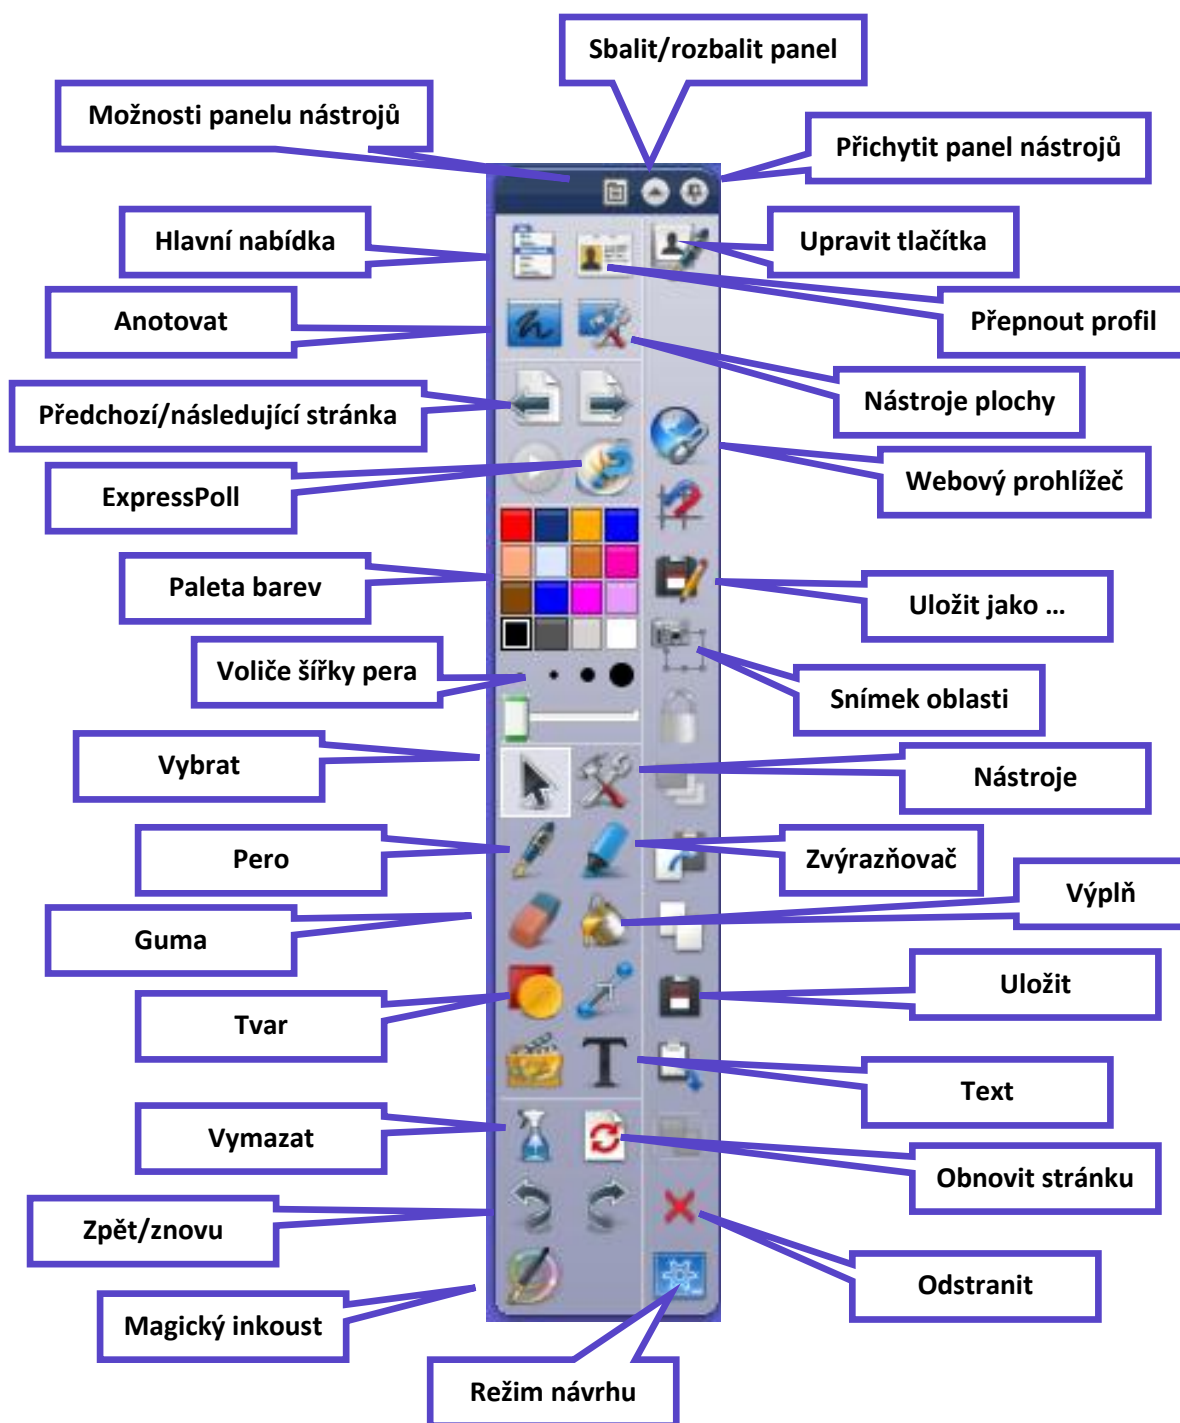 Sbalit/rozbalit panel
Možnosti panelu nástrojů
Přichytit panel nástrojů
Hlavní nabídka
Upravit tlačítka
Anotovat
Přepnout profil
Předchozí/následující stránka
Nástroje plochy
ExpressPoll
Webový prohlížeč
Paleta barev
Uložit jako ...
Voliče šířky pera
Snímek oblasti
Vybrat
Nástroje
Pero
Zvýrazňovač
Výplň
Guma
Uložit
Tvar
Text
T
Vymazat
Obnovit stránku
Zpět/znovu
Odstranit
Magický inkoust
Režim návrhu